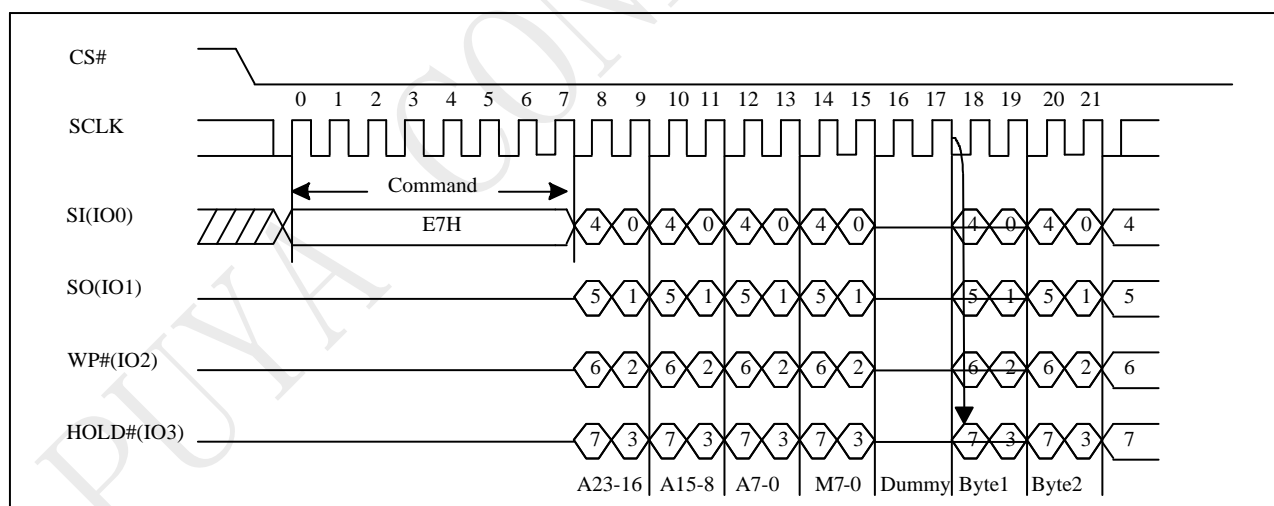 CS#
0 1 2 3 4 5 6 7 8 9 10 11 12 13 14 15 16 17 18 19 20 21
SCLK
Command
SI(IO0)
E7H
4 0 4 0 4 0 4 0 4 0 4 0 4
SO(IO1)
5 1 5 1 5 1 5 1 5 1 5 1 5
WP#(IO2)
6 2 6 2 6 2 6 2 6 2 6 2 6
HOLD#(IO3)
7 3 7 3 7 3 7 3 7 3 7 3 7
A23-16 A15-8 A7-0 M7-0 Dummy Byte1 Byte2
PUYA CON